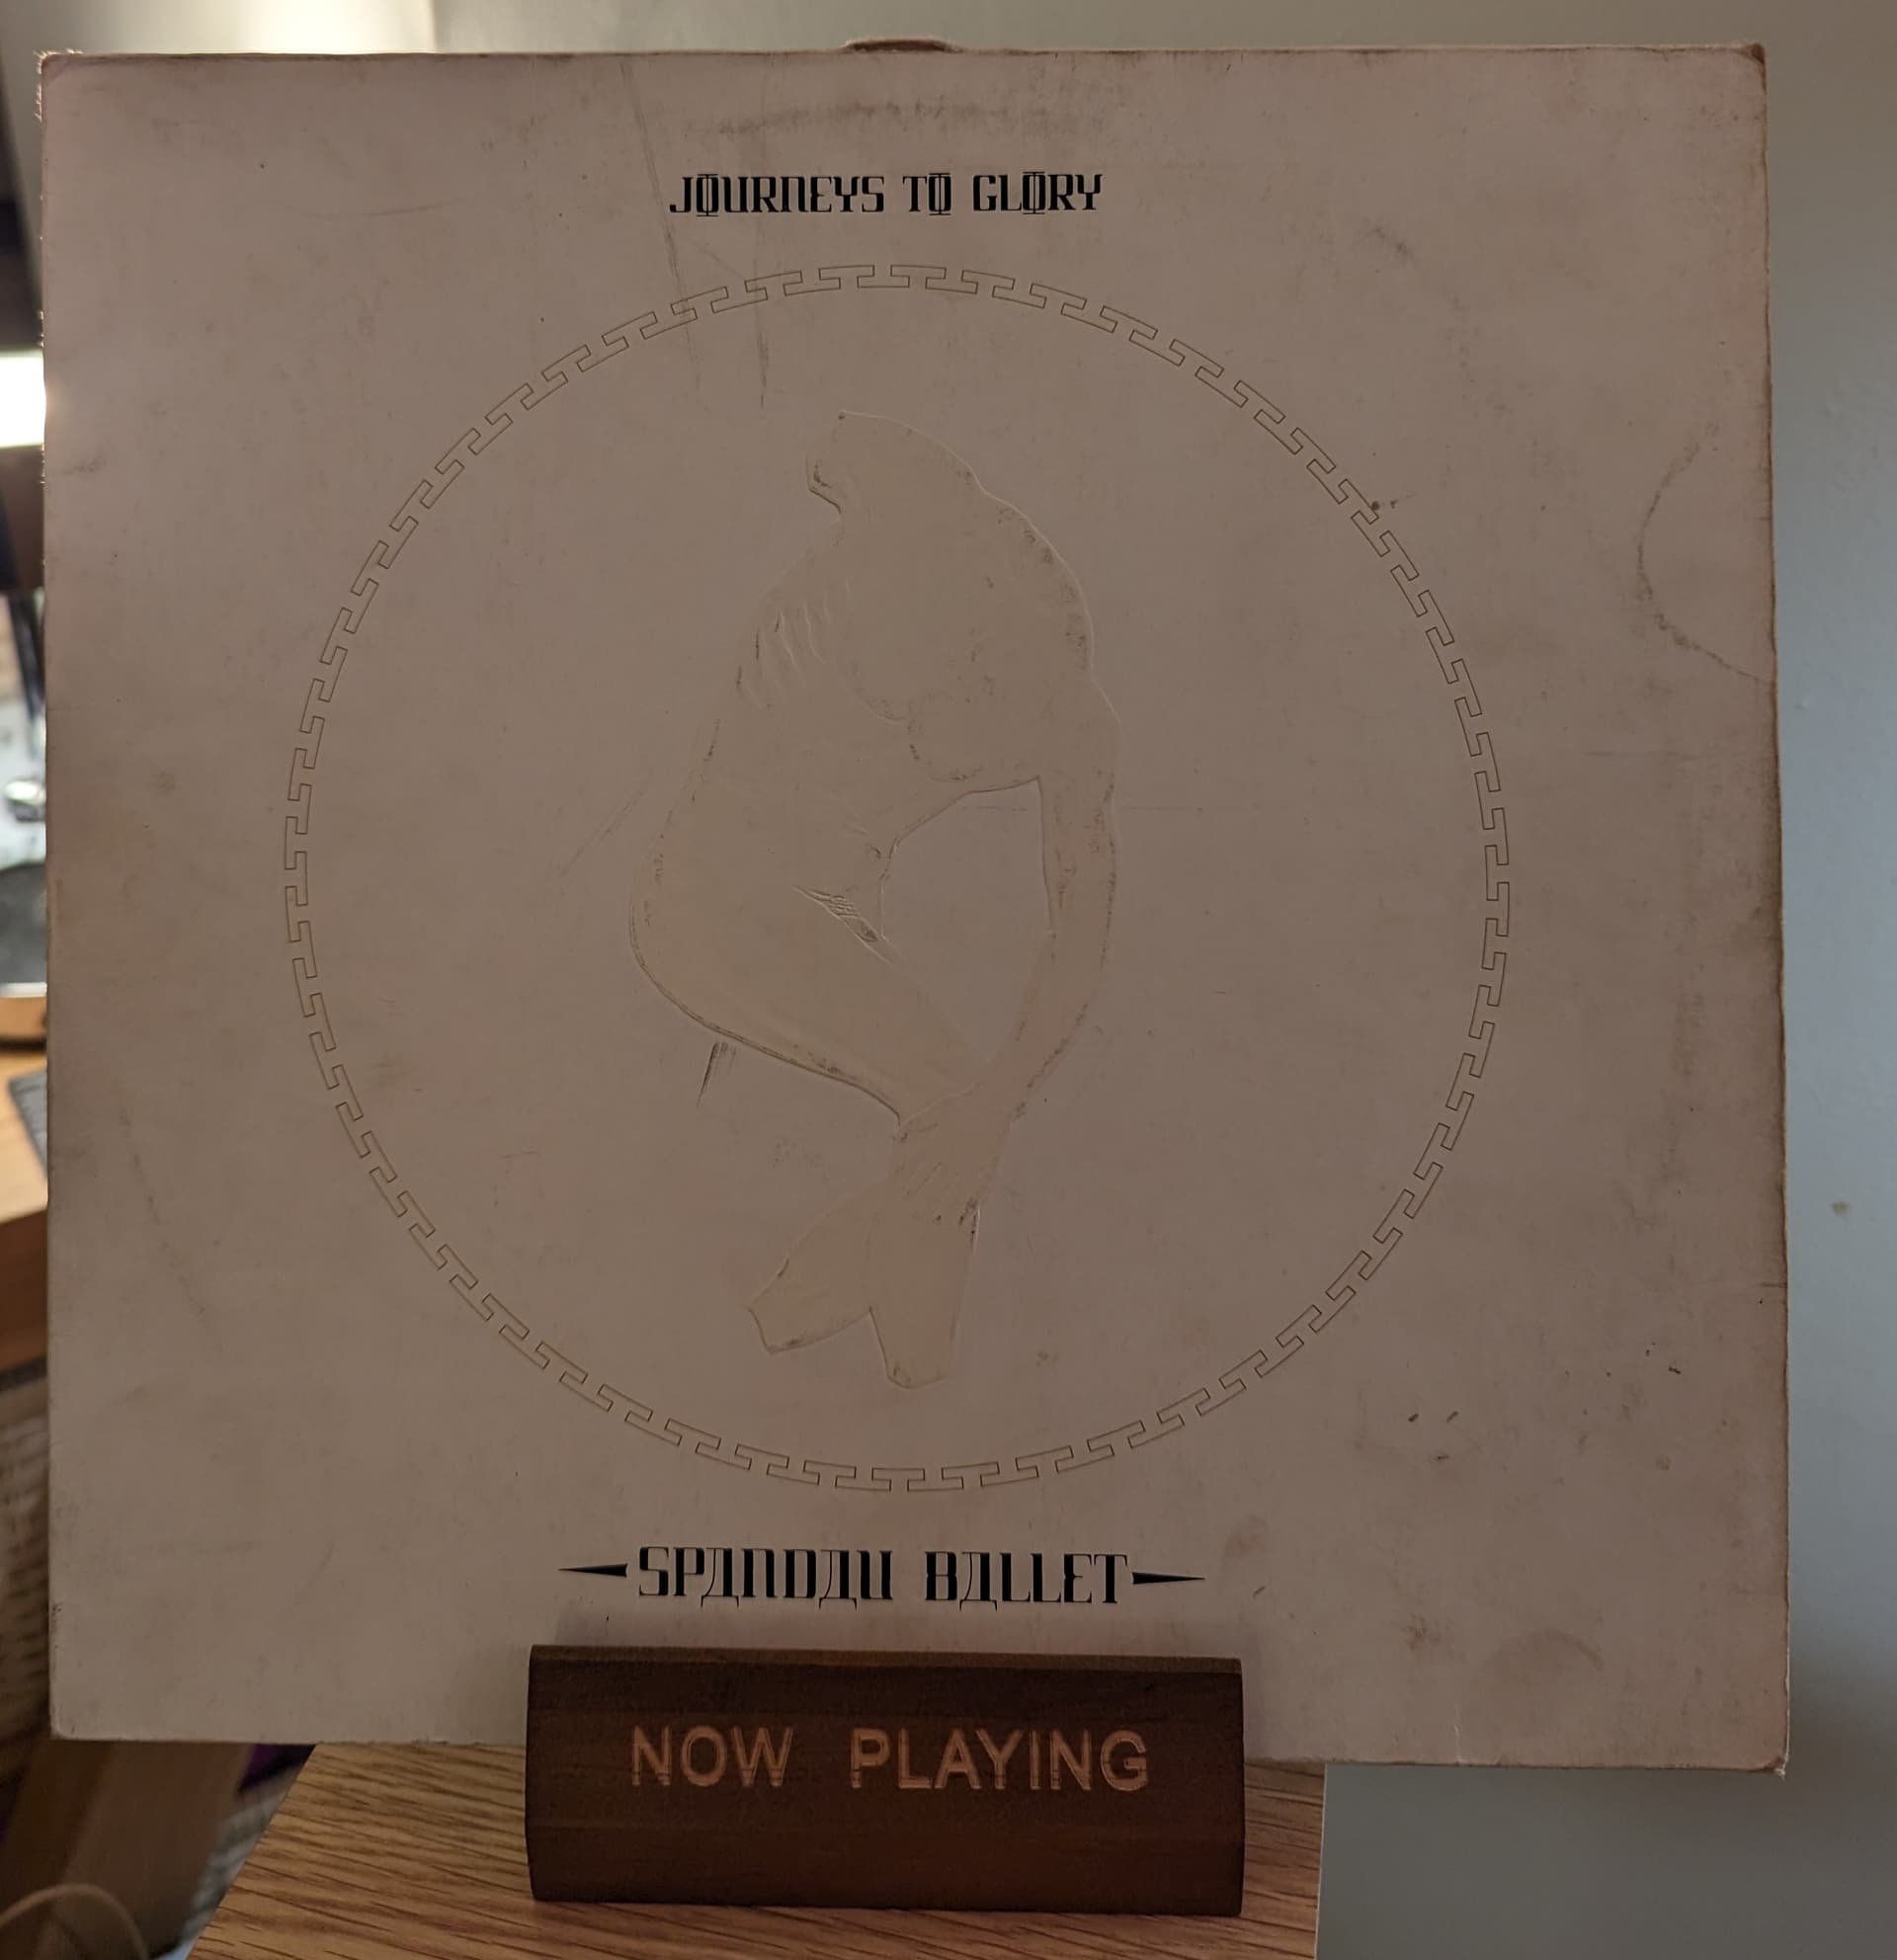 JOURNEYS TO GLORY
SPANDAU BALLET
NOW PLAYING